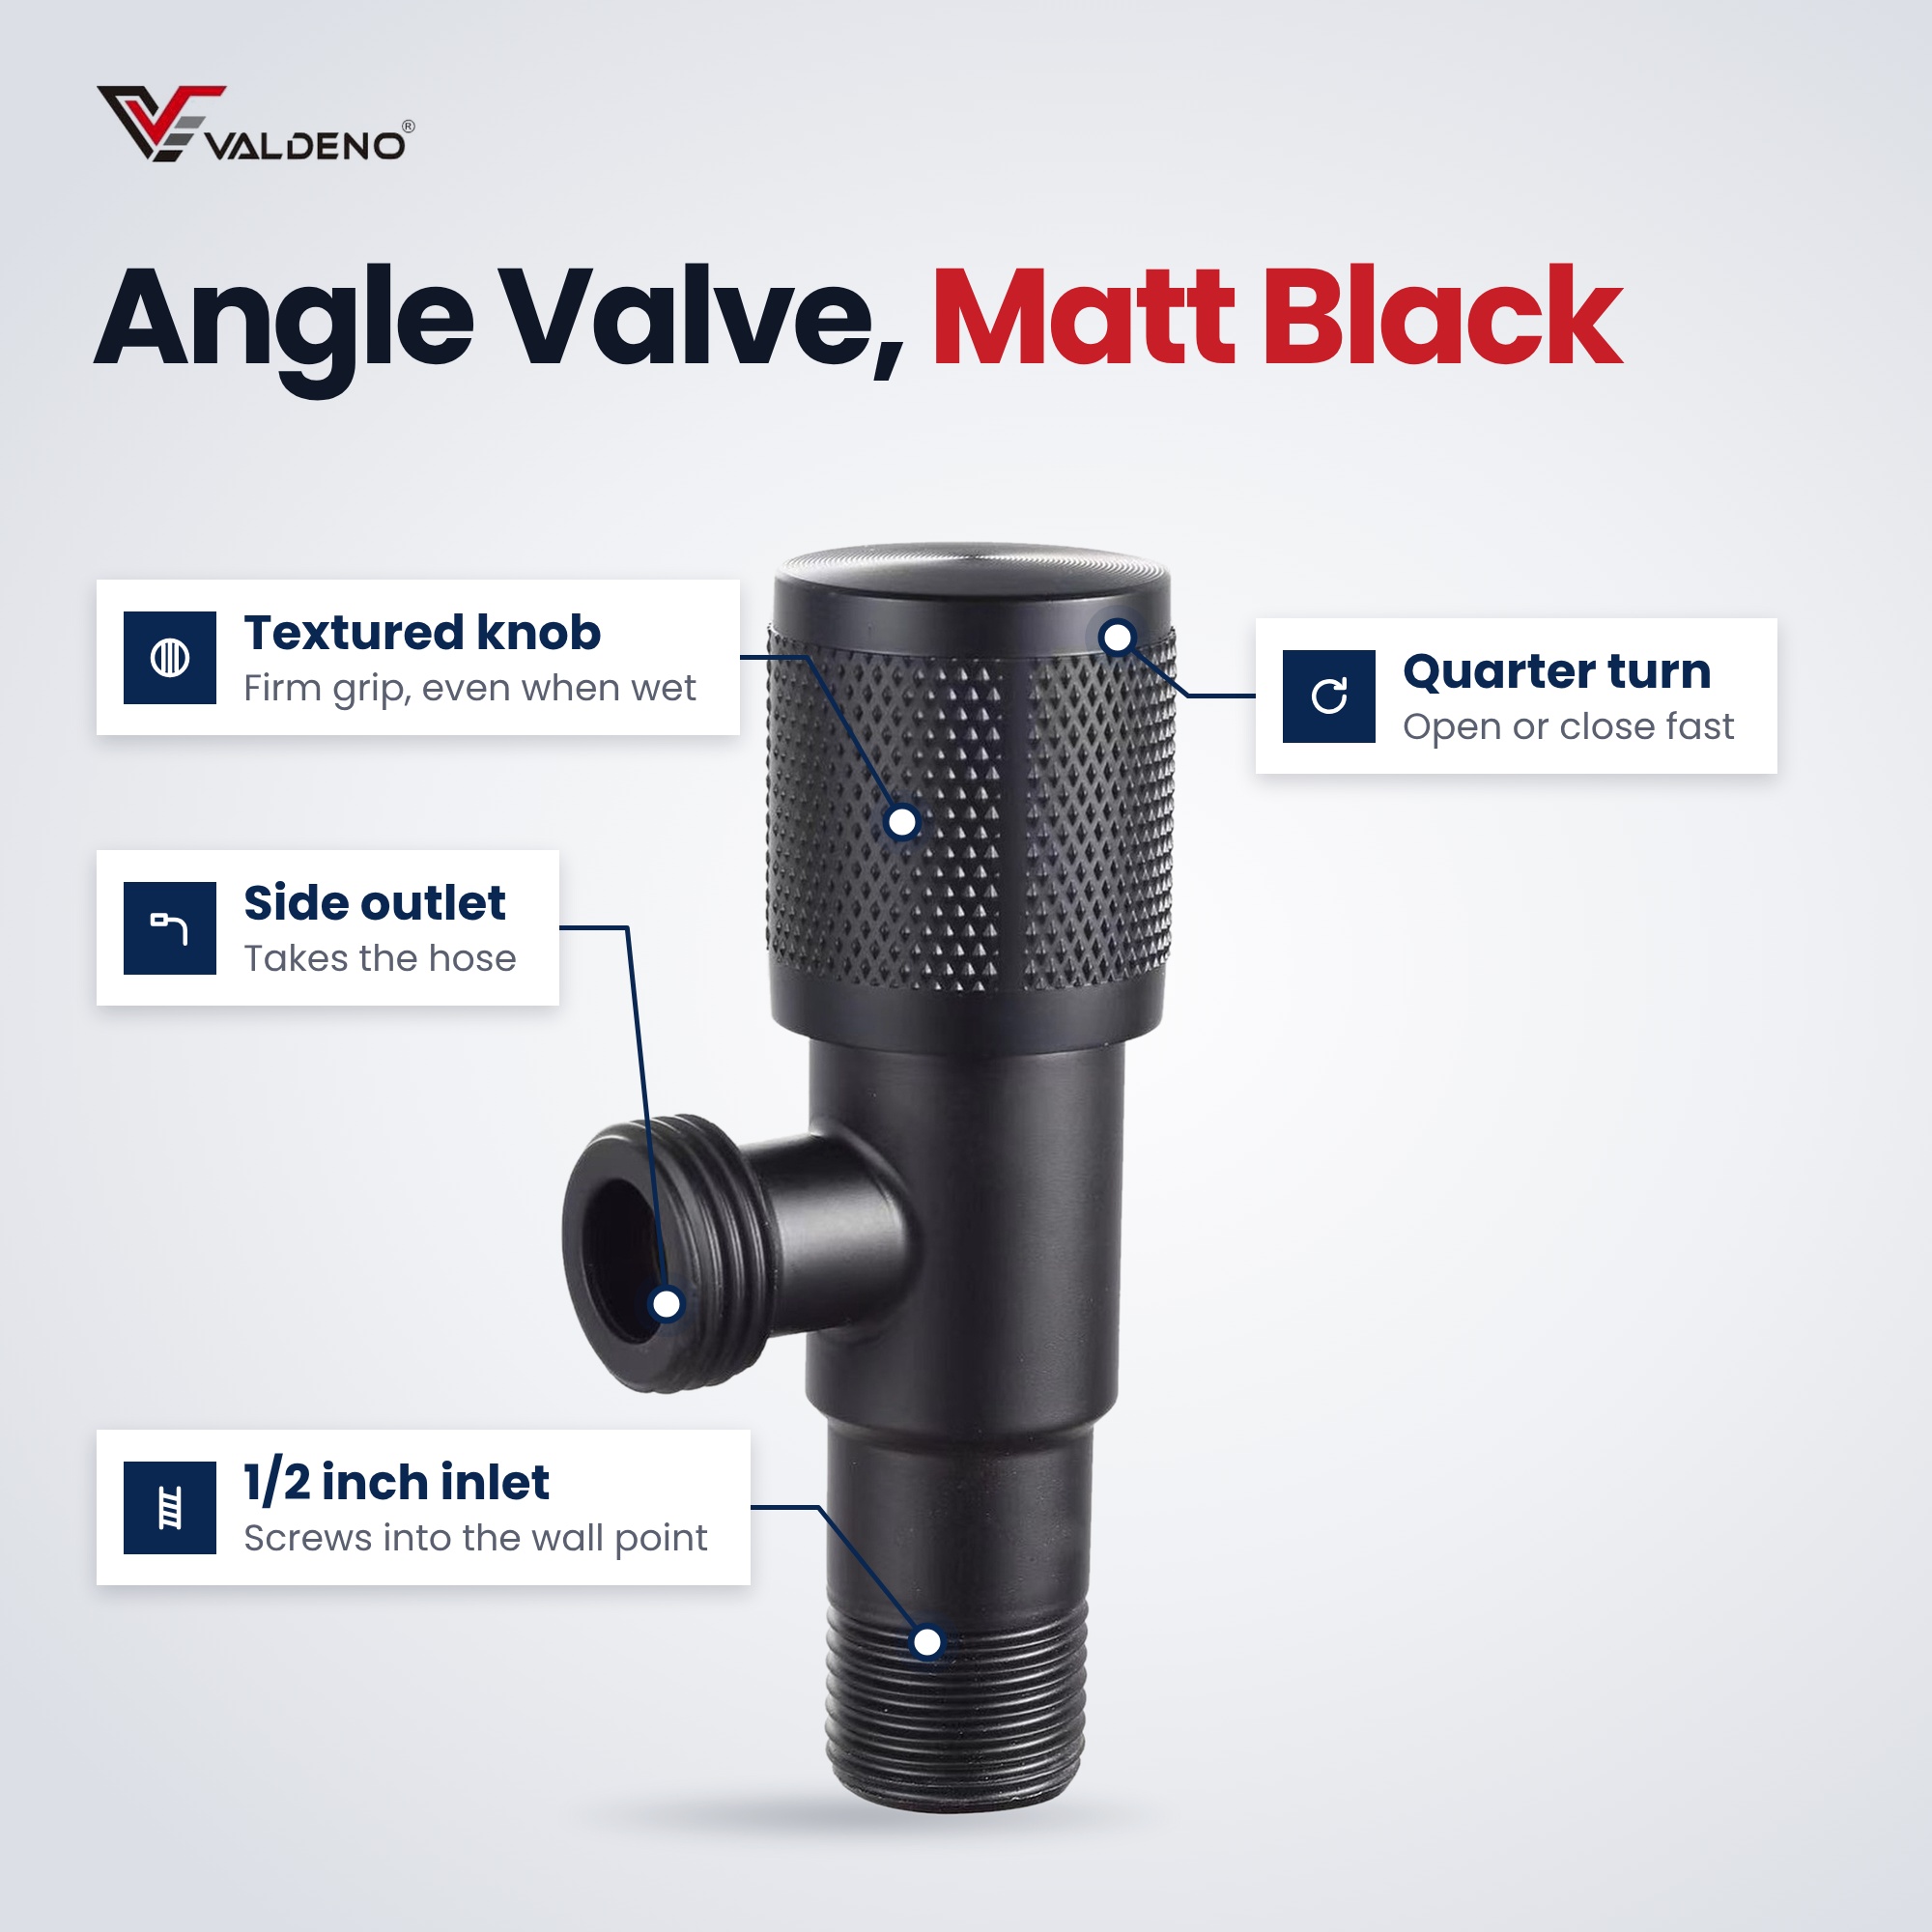 VALDENO®
Angle Valve, Matt Black
Textured knob
Firm grip, even when wet
Quarter turn
Open or close fast
Side outlet
Takes the hose
1/2 inch inlet
Screws into the wall point